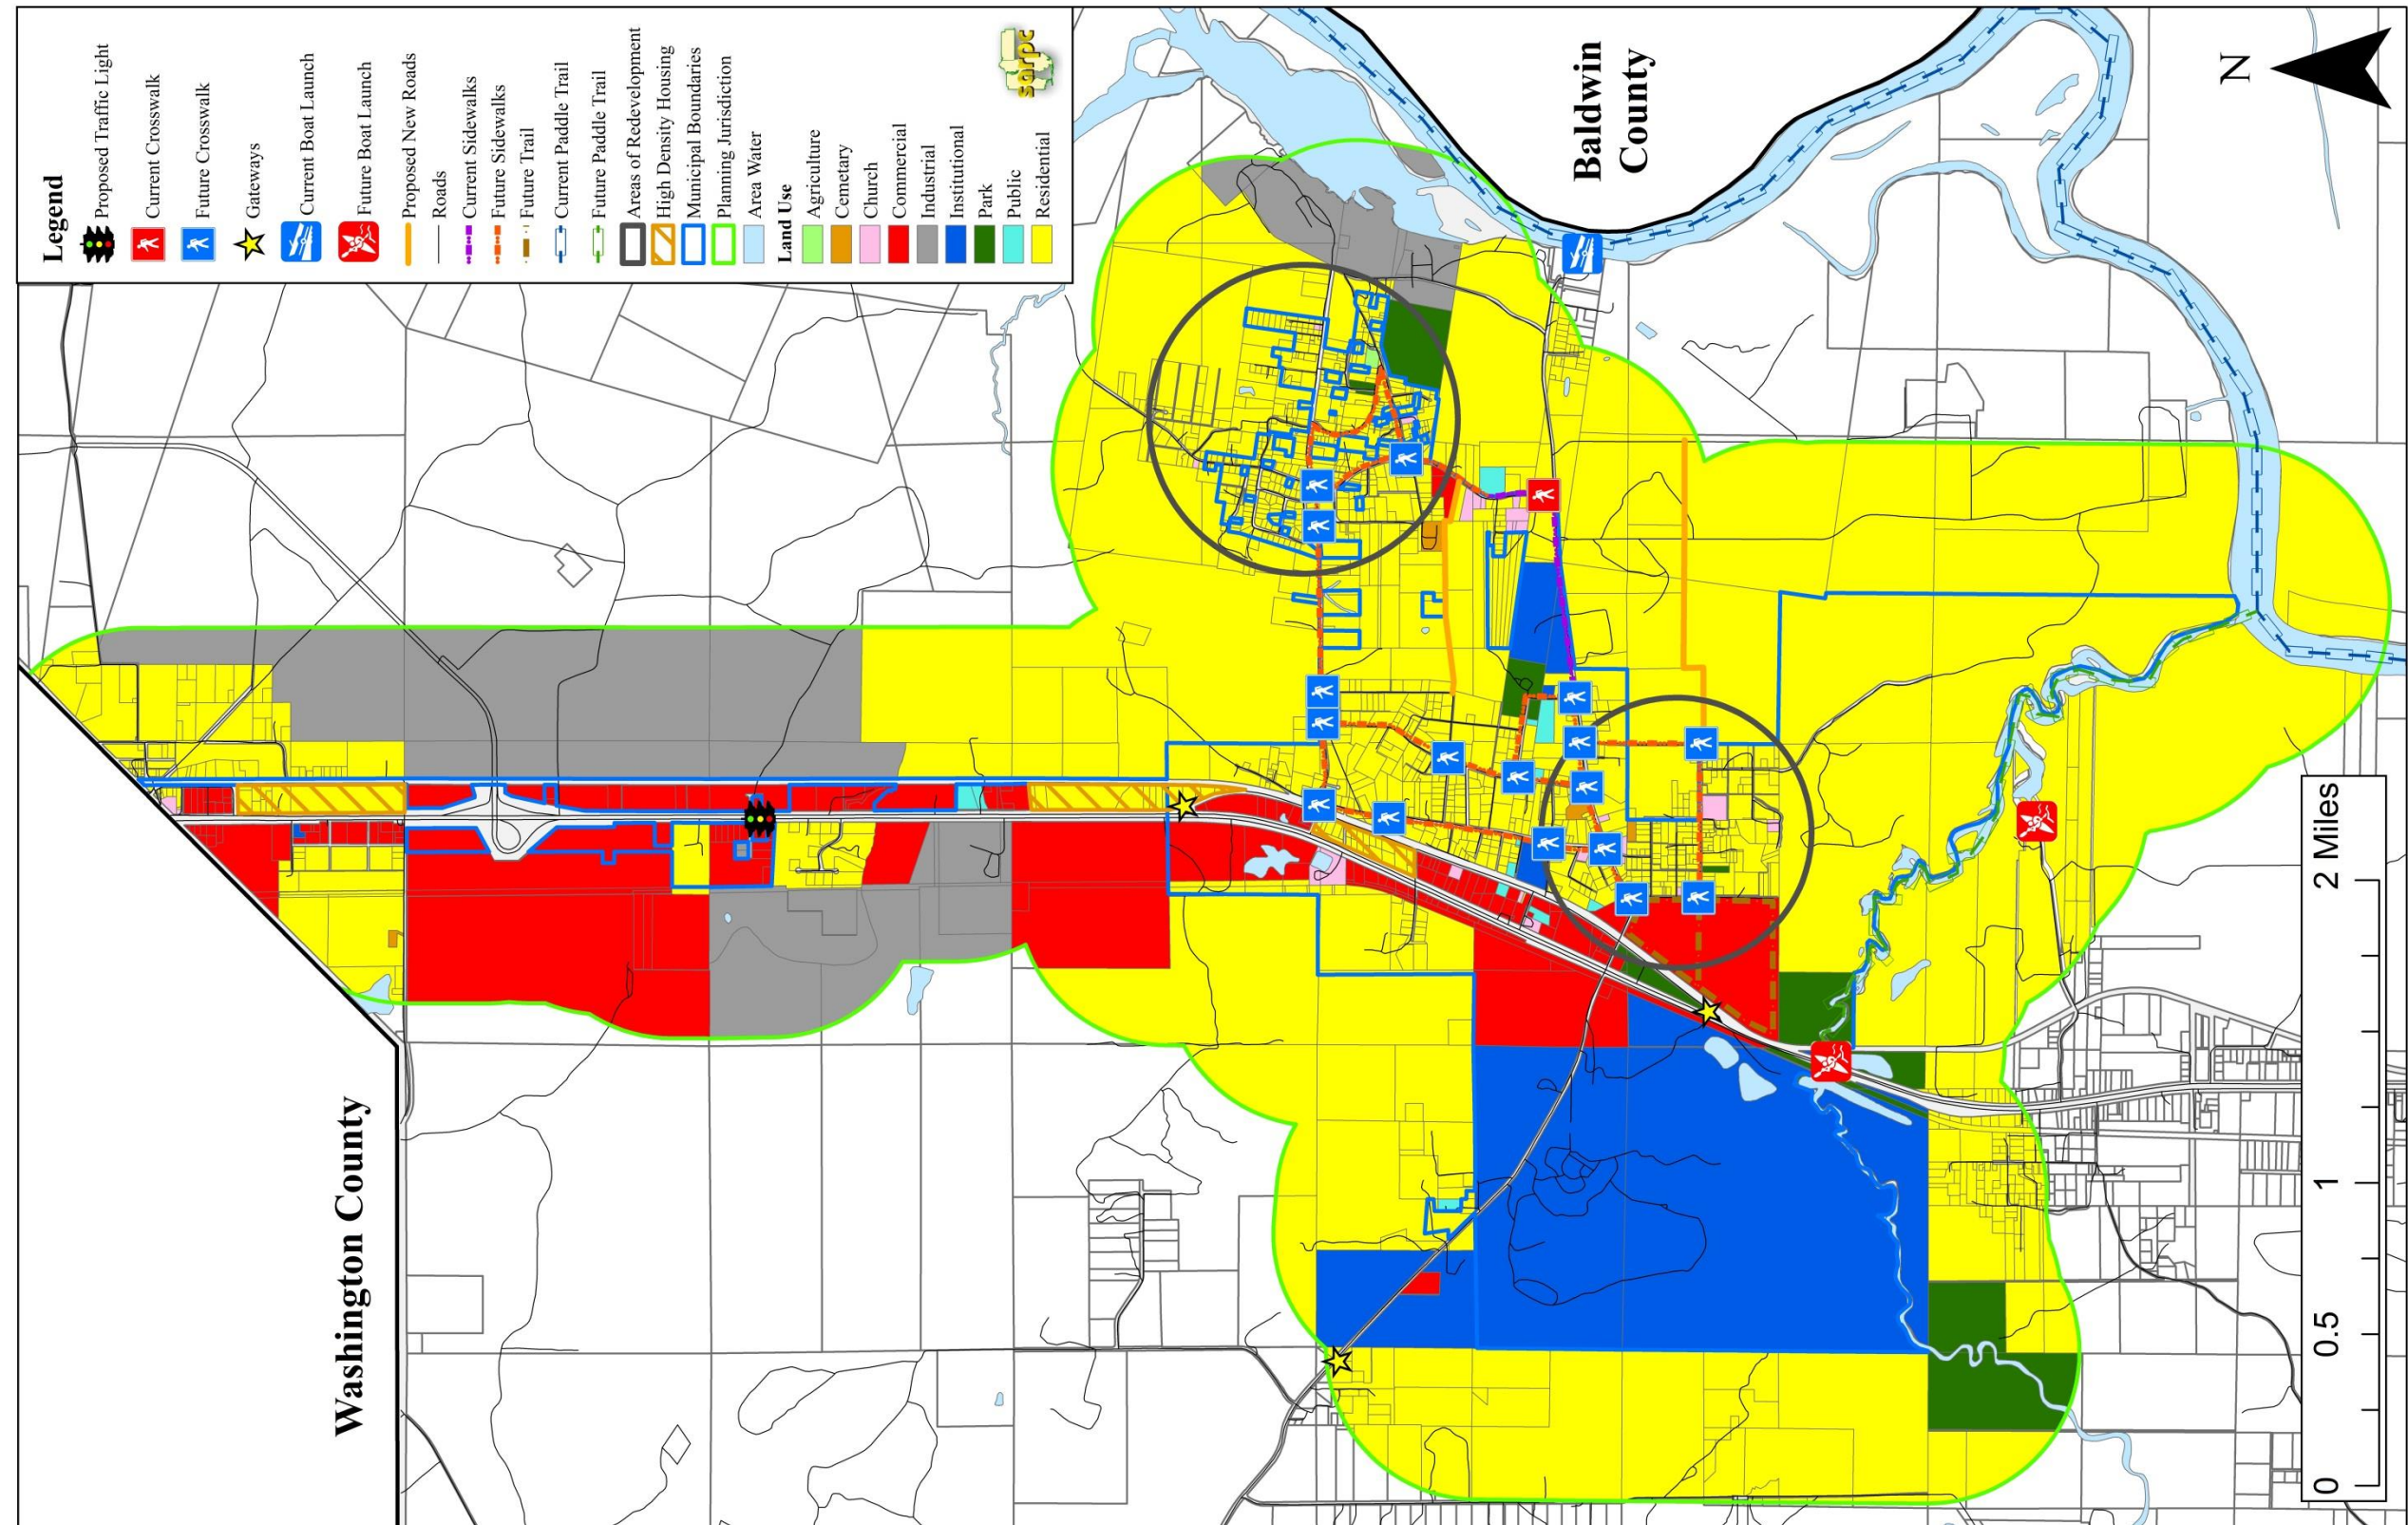 Legend
Proposed Traffic Light
Current Crosswalk
Future Crosswalk
Gateways
Current Boat Launch
Future Boat Launch
Proposed New Roads
Roads
Current Sidewalks
Future Sidewalks
Future Trail
Current Paddle Trail
Future Paddle Trail
Areas of Redevelopment
High Density Housing
Municipal Boundaries
Planning Jurisdiction
Area Water
Land Use
Agriculture
Cemetary
Church
Commercial
Industrial
Institutional
Park
Public
Residential
sarpc
Washington County
Baldwin
County
N
0 0.5 1 2 Miles